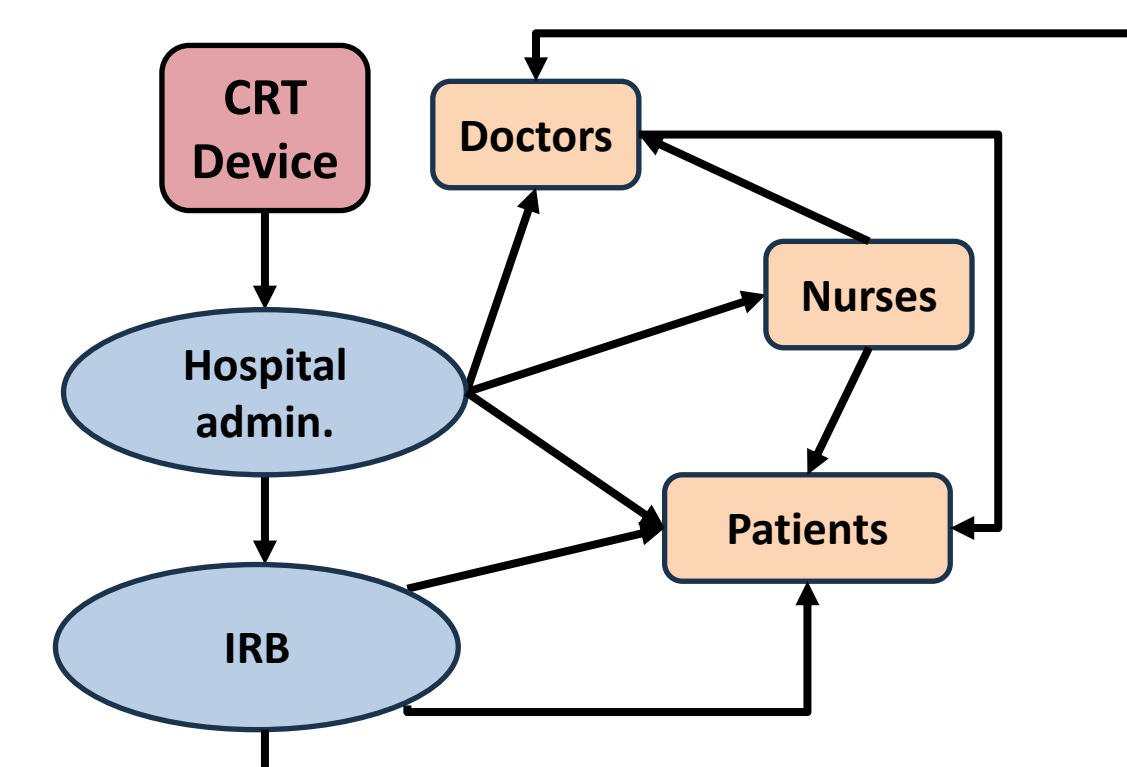 CRT
Device
Doctors
Nurses
Hospital
admin.
Patients
IRB